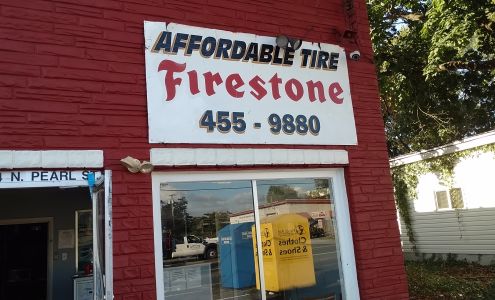 AFFORDABLE TIRE
Firestone
455 - 9880
N. PEARL S
Clothes
& Shoes